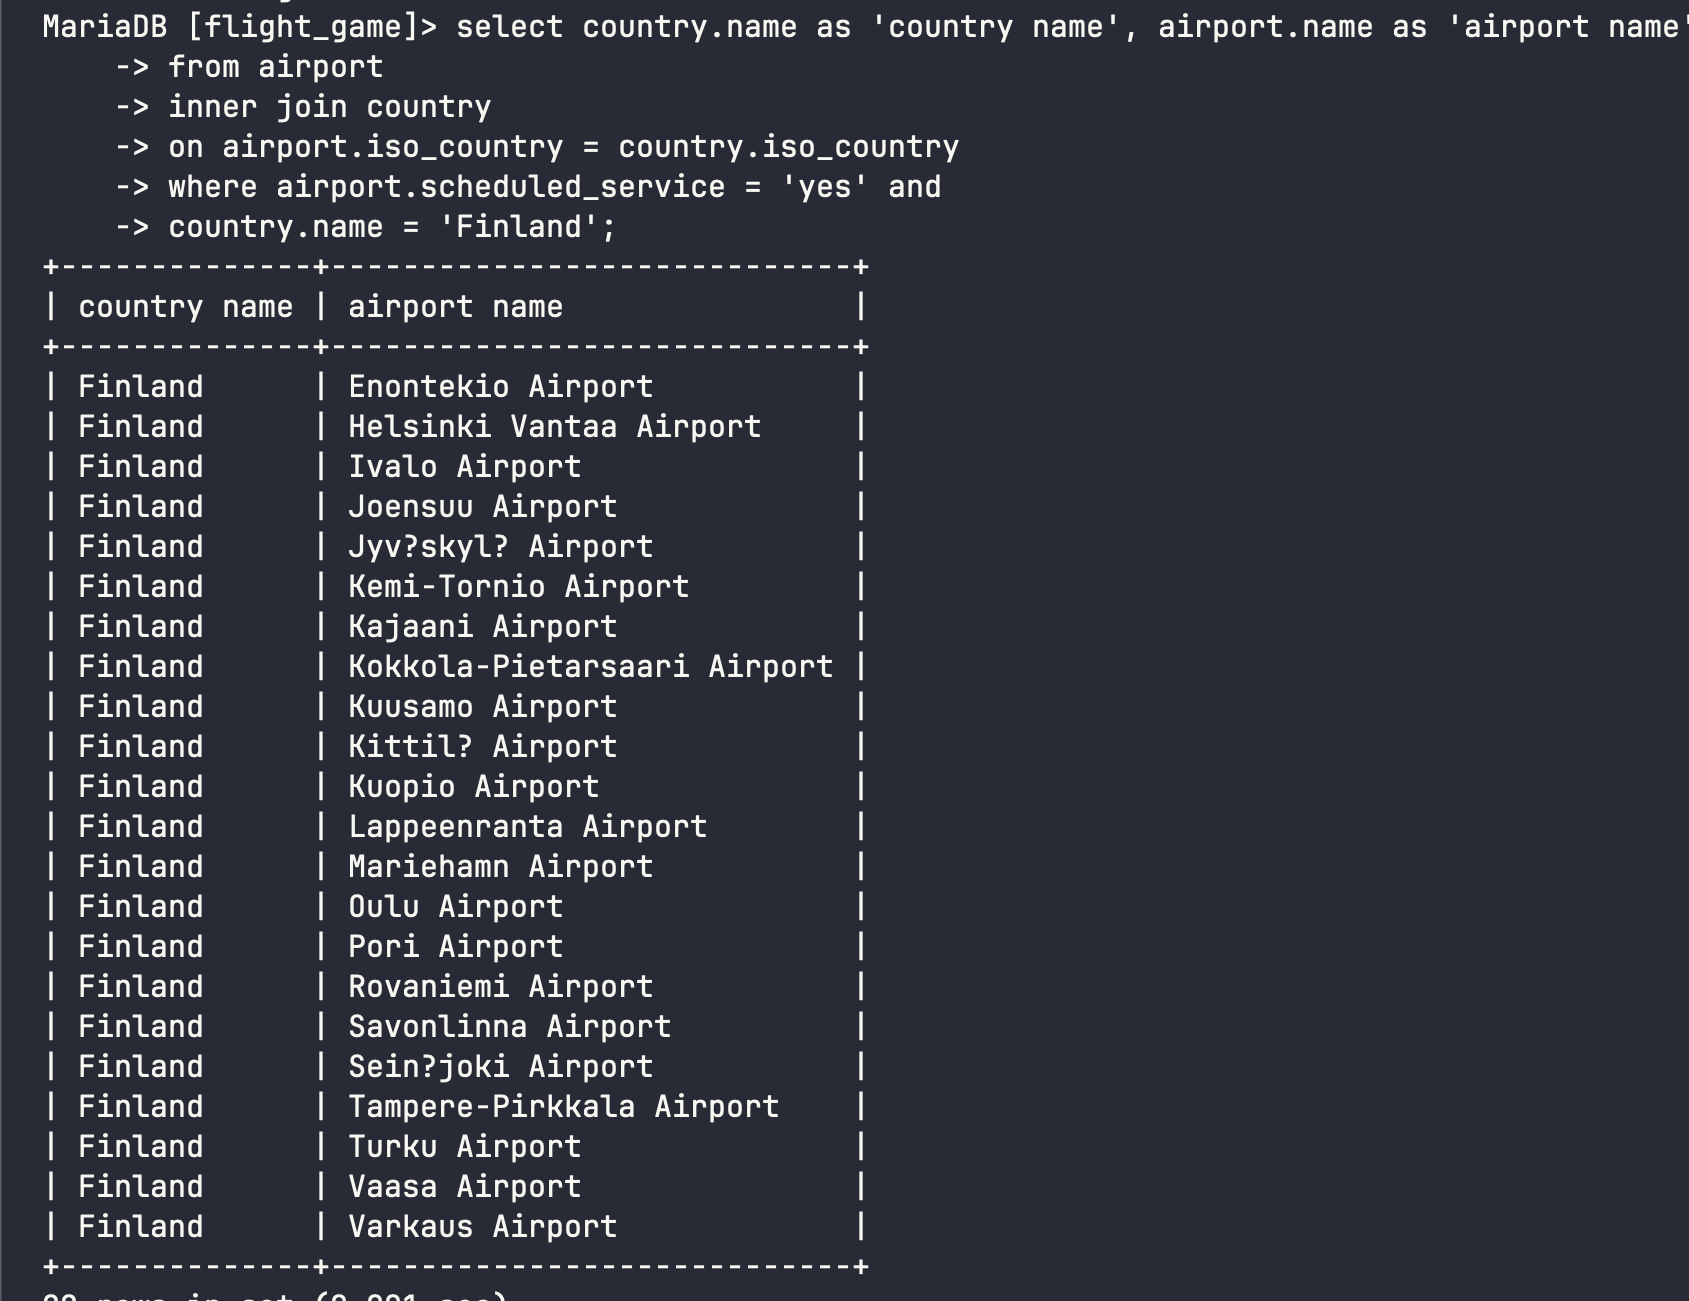 MariaDB [flight_game]> select country.name as 'country name', airport.name as 'airport name'
    -> from airport
    -> inner join country
    -> on airport.iso_country = country.iso_country
    -> where airport.scheduled_service = 'yes' and
    -> country.name = 'Finland';
+--------------+-----------------------------+
| country name | airport name                |
+--------------+-----------------------------+
| Finland      | Enontekio Airport           |
| Finland      | Helsinki Vantaa Airport     |
| Finland      | Ivalo Airport               |
| Finland      | Joensuu Airport             |
| Finland      | Jyv?skyl? Airport           |
| Finland      | Kemi-Tornio Airport         |
| Finland      | Kajaani Airport             |
| Finland      | Kokkola-Pietarsaari Airport |
| Finland      | Kuusamo Airport             |
| Finland      | Kittil? Airport             |
| Finland      | Kuopio Airport              |
| Finland      | Lappeenranta Airport        |
| Finland      | Mariehamn Airport           |
| Finland      | Oulu Airport                |
| Finland      | Pori Airport                |
| Finland      | Rovaniemi Airport           |
| Finland      | Savonlinna Airport          |
| Finland      | Sein?joki Airport           |
| Finland      | Tampere-Pirkkala Airport    |
| Finland      | Turku Airport               |
| Finland      | Vaasa Airport               |
| Finland      | Varkaus Airport             |
+--------------+-----------------------------+
rows in set